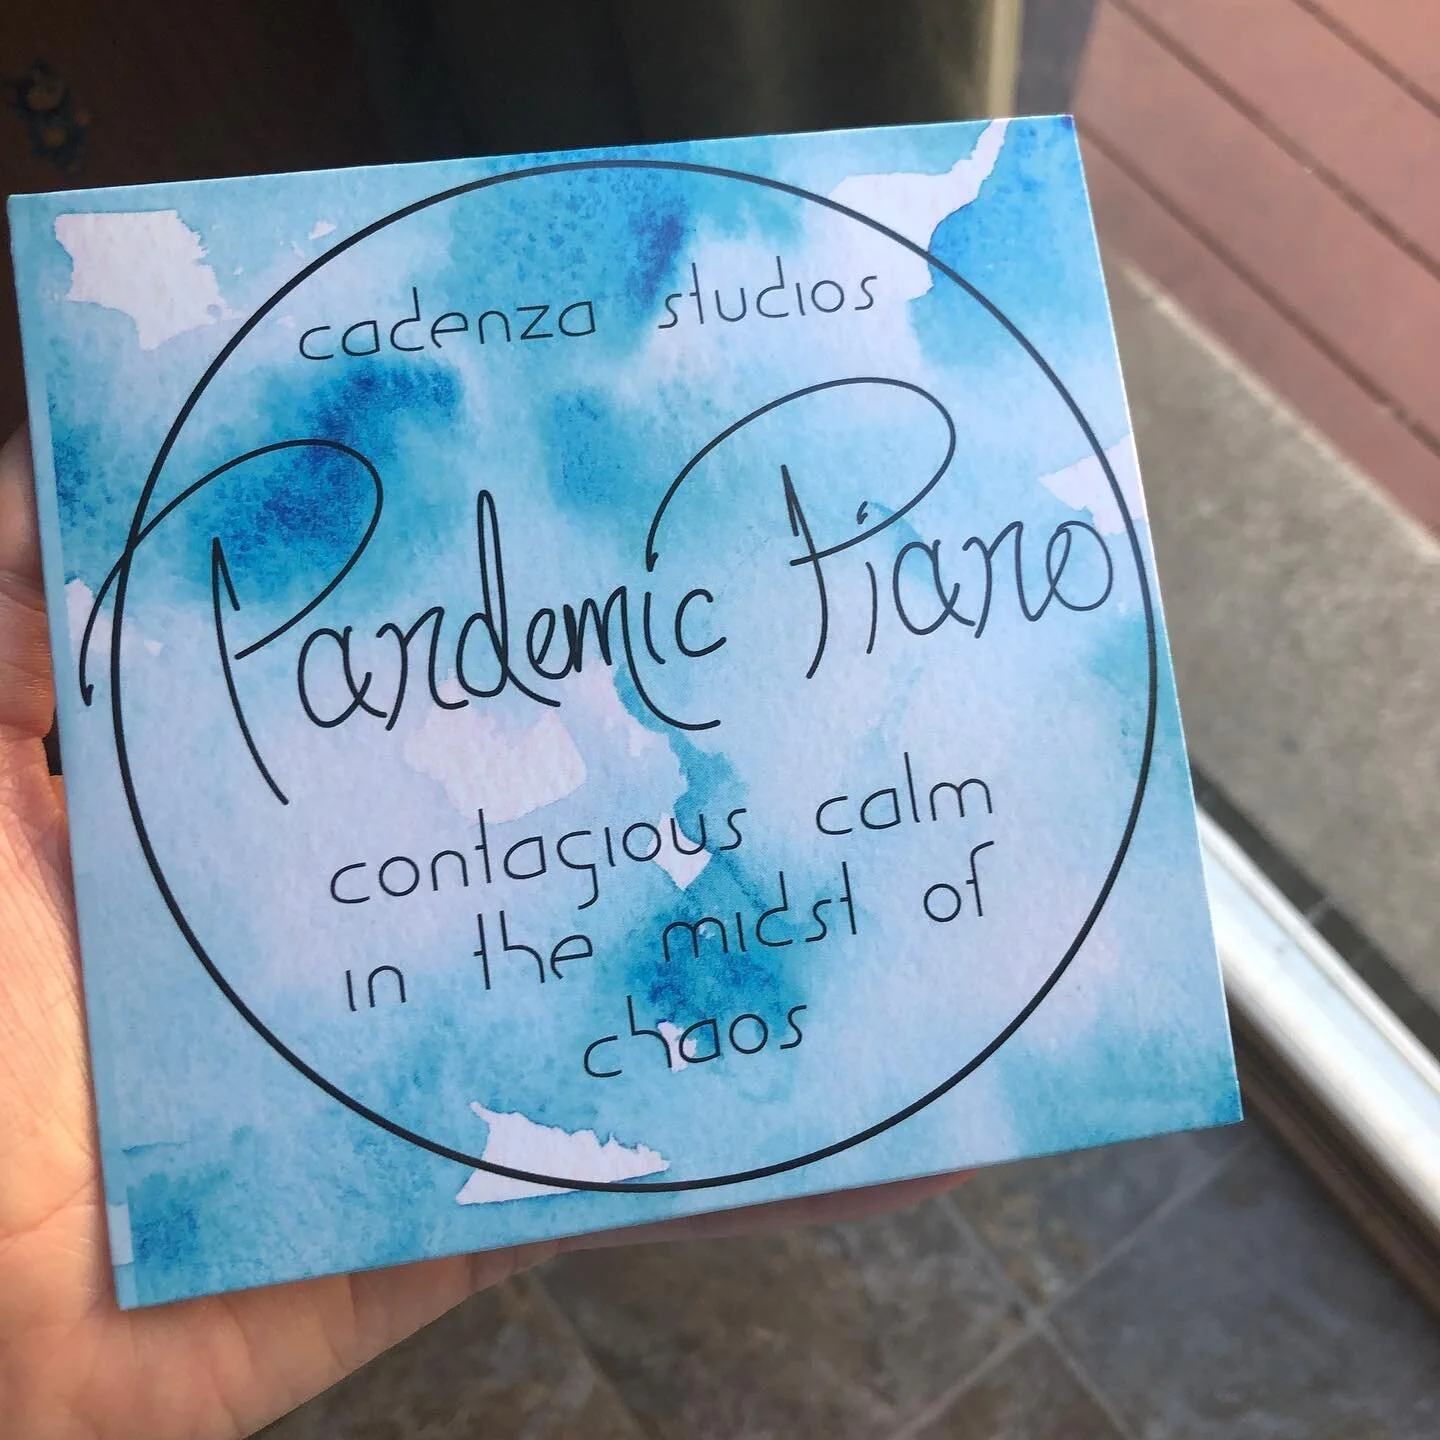 cadenza studios
Pandemic Piano
contagious calm
in the midst of
chaos